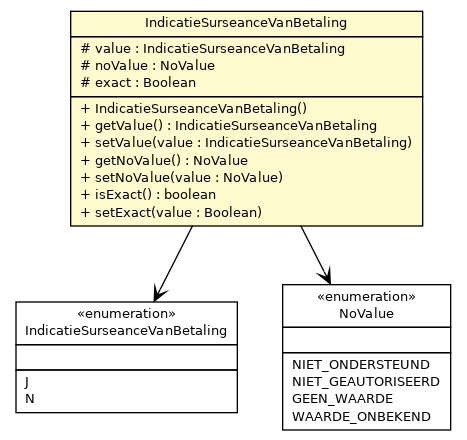 IndicatieSurseanceVanBetaling
# value : IndicatieSurseanceVanBetaling
# noValue : NoValue
# exact : Boolean
+ IndicatieSurseanceVanBetaling()
+ getValue() : IndicatieSurseanceVanBetaling
+ setValue(value : IndicatieSurseanceVanBetaling)
+ getNoValue() : NoValue
+ setNoValue(value : NoValue)
+ isExact() : boolean
+ setExact(value : Boolean)
«enumeration»
IndicatieSurseanceVanBetaling
J
N
«enumeration»
NoValue
NIET_ONDERSTEUND
NIET_GEAUTORISEERD
GEEN_WAARDE
WAARDE_ONBEKEND